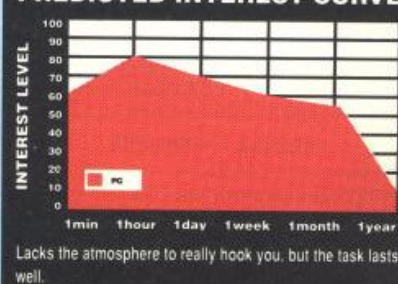 PREDICTED INTEREST CURVE
INTEREST LEVEL
100
90
80
70
60
50
40
30
20
10
0
PC
1min 1hour 1day 1week 1month 1year
Lacks the atmosphere to really hook you, but the task lasts
well.